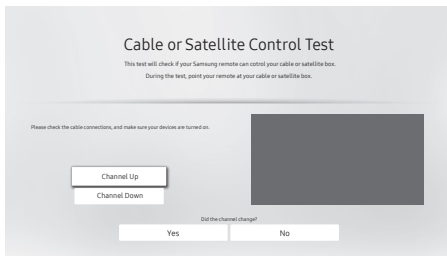 Cable or Satellite Control Test
This test will check if your Samsung remote can cotrol your cable or satellite box.
During the test, point your remote at your cable or satellite box.
Please check the cable connections, and make sure your devices are turned on.
Channel Up
Channel Down
Did the channel change?
Yes
No